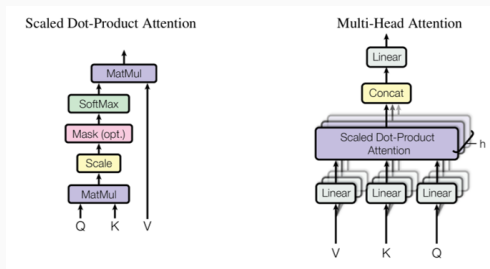 Scaled Dot-Product Attention
MatMul
SoftMax
Mask (opt.)
Scale
MatMul
Q K V
Multi-Head Attention
Linear
Concat
Scaled Dot-Product
Attention
h
Linear Linear Linear
V K Q